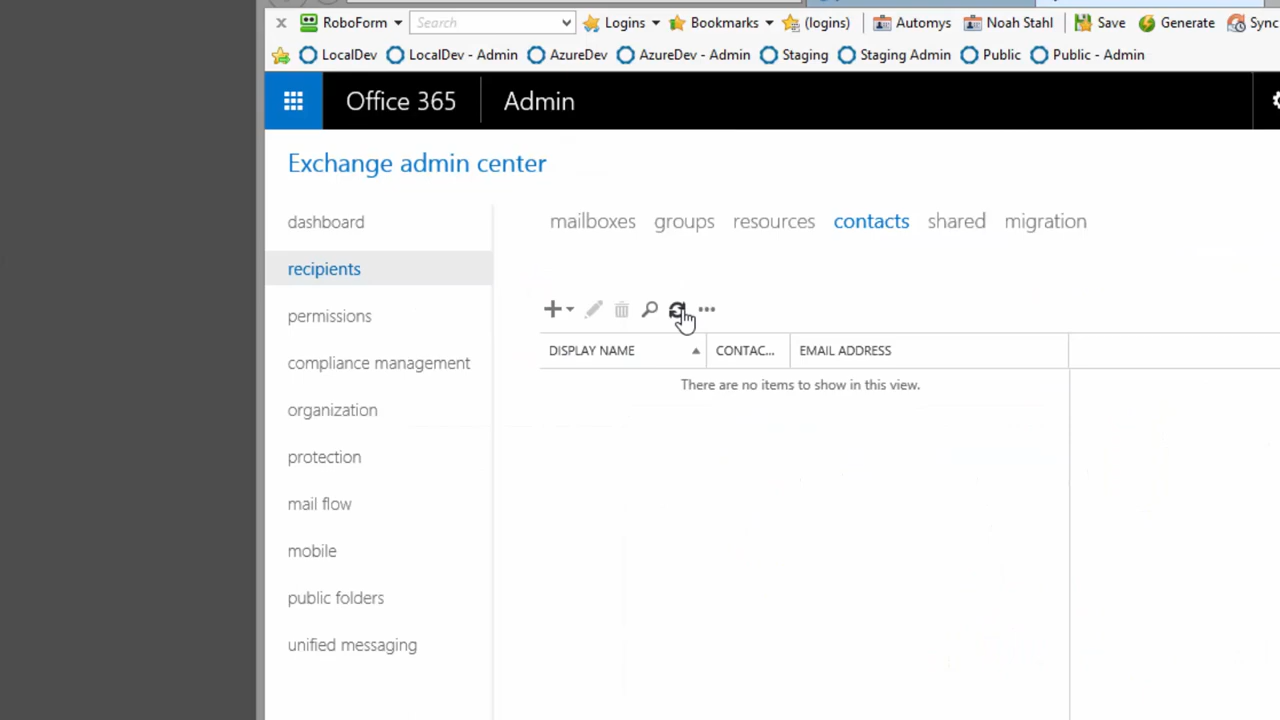 RoboForm Search Logins Bookmarks (logins) Automys Noah Stahl Save Generate Sync
LocalDev LocalDev - Admin AzureDev AzureDev - Admin Staging Staging Admin Public Public - Admin
Office 365 Admin
Exchange admin center
dashboard
recipients
permissions
compliance management
organization
protection
mail flow
mobile
public folders
unified messaging
mailboxes groups resources contacts shared migration
DISPLAY NAME CONTAC... EMAIL ADDRESS
There are no items to show in this view.